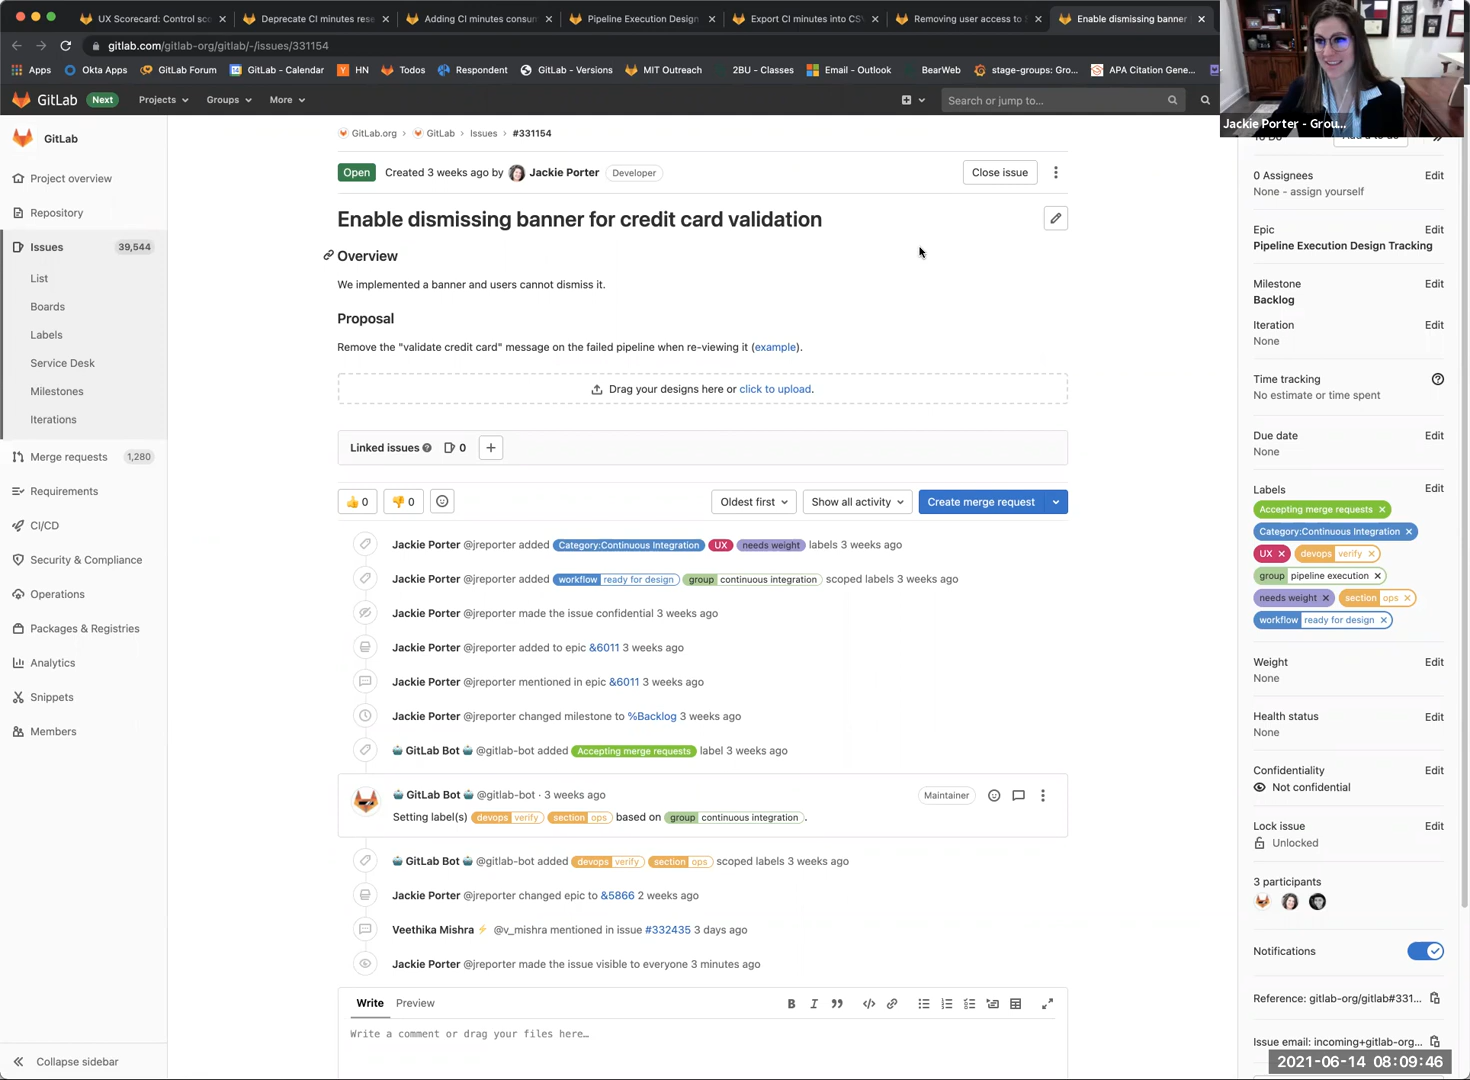 UX Scorecard: Control sc
Deprecate CI minutes rese
Adding CI minutes consum
Pipeline Execution Design
Export CI minutes into CS
Removing user access to
Enable dismissing banner
gitlab.com/gitlab-org/gitlab/-/issues/331154
Apps
Okta Apps
GitLab Forum
GitLab - Calendar
HN
Todos
Respondent
GitLab - Versions
MIT Outreach
2BU - Classes
Email - Outlook
BearWeb
stage-groups: Gro...
APA Citation Gene...
GitLab Next
Projects
Groups
More
Search or jump to...
Jackie Porter - Grou...
GitLab
Project overview
Repository
Issues 39,544
List
Boards
Labels
Service Desk
Milestones
Iterations
Merge requests 1,280
Requirements
CI/CD
Security & Compliance
Operations
Packages & Registries
Analytics
Snippets
Members
Collapse sidebar
GitLab.org > GitLab > Issues > #331154
Open Created 3 weeks ago by Jackie Porter Developer
Close issue
Enable dismissing banner for credit card validation
Overview
We implemented a banner and users cannot dismiss it.
Proposal
Remove the "validate credit card" message on the failed pipeline when re-viewing it (example).
Drag your designs here or click to upload.
Linked issues 0
0 0
Oldest first
Show all activity
Create merge request
Jackie Porter @jreporter added Category:Continuous Integration UX needs weight labels 3 weeks ago
Jackie Porter @jreporter added workflow ready for design group continuous integration scoped labels 3 weeks ago
Jackie Porter @jreporter made the issue confidential 3 weeks ago
Jackie Porter @jreporter added to epic &6011 3 weeks ago
Jackie Porter @jreporter mentioned in epic &6011 3 weeks ago
Jackie Porter @jreporter changed milestone to %Backlog 3 weeks ago
GitLab Bot @gitlab-bot added Accepting merge requests label 3 weeks ago
GitLab Bot @gitlab-bot · 3 weeks ago
Maintainer
Setting label(s) devops verify section ops based on group continuous integration.
GitLab Bot @gitlab-bot added devops verify section ops scoped labels 3 weeks ago
Jackie Porter @jreporter changed epic to &5866 2 weeks ago
Veethika Mishra @v_mishra mentioned in issue #332435 3 days ago
Jackie Porter @jreporter made the issue visible to everyone 3 minutes ago
Write Preview
Write a comment or drag your files here...
0 Assignees Edit
None - assign yourself
Epic Edit
Pipeline Execution Design Tracking
Milestone Edit
Backlog
Iteration Edit
None
Time tracking
No estimate or time spent
Due date Edit
None
Labels Edit
Accepting merge requests
Category:Continuous Integration
UX devops verify
group pipeline execution
needs weight section ops
workflow ready for design
Weight Edit
None
Health status Edit
None
Confidentiality Edit
Not confidential
Lock issue Edit
Unlocked
3 participants
Notifications
Reference: gitlab-org/gitlab#331...
Issue email: incoming+gitlab-org...
2021-06-14 08:09:46